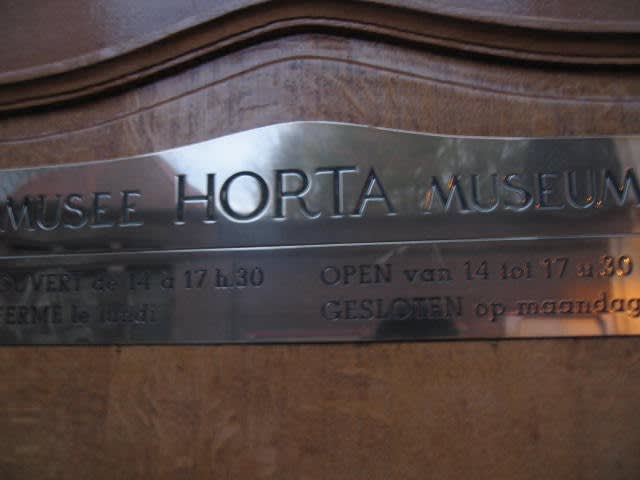 MUSEE HORTA MUSEUM
OUVERT de 14 à 17 h.30
FERME le lundi
OPEN van 14 tol 17 u.30
GESLOTEN op maandag